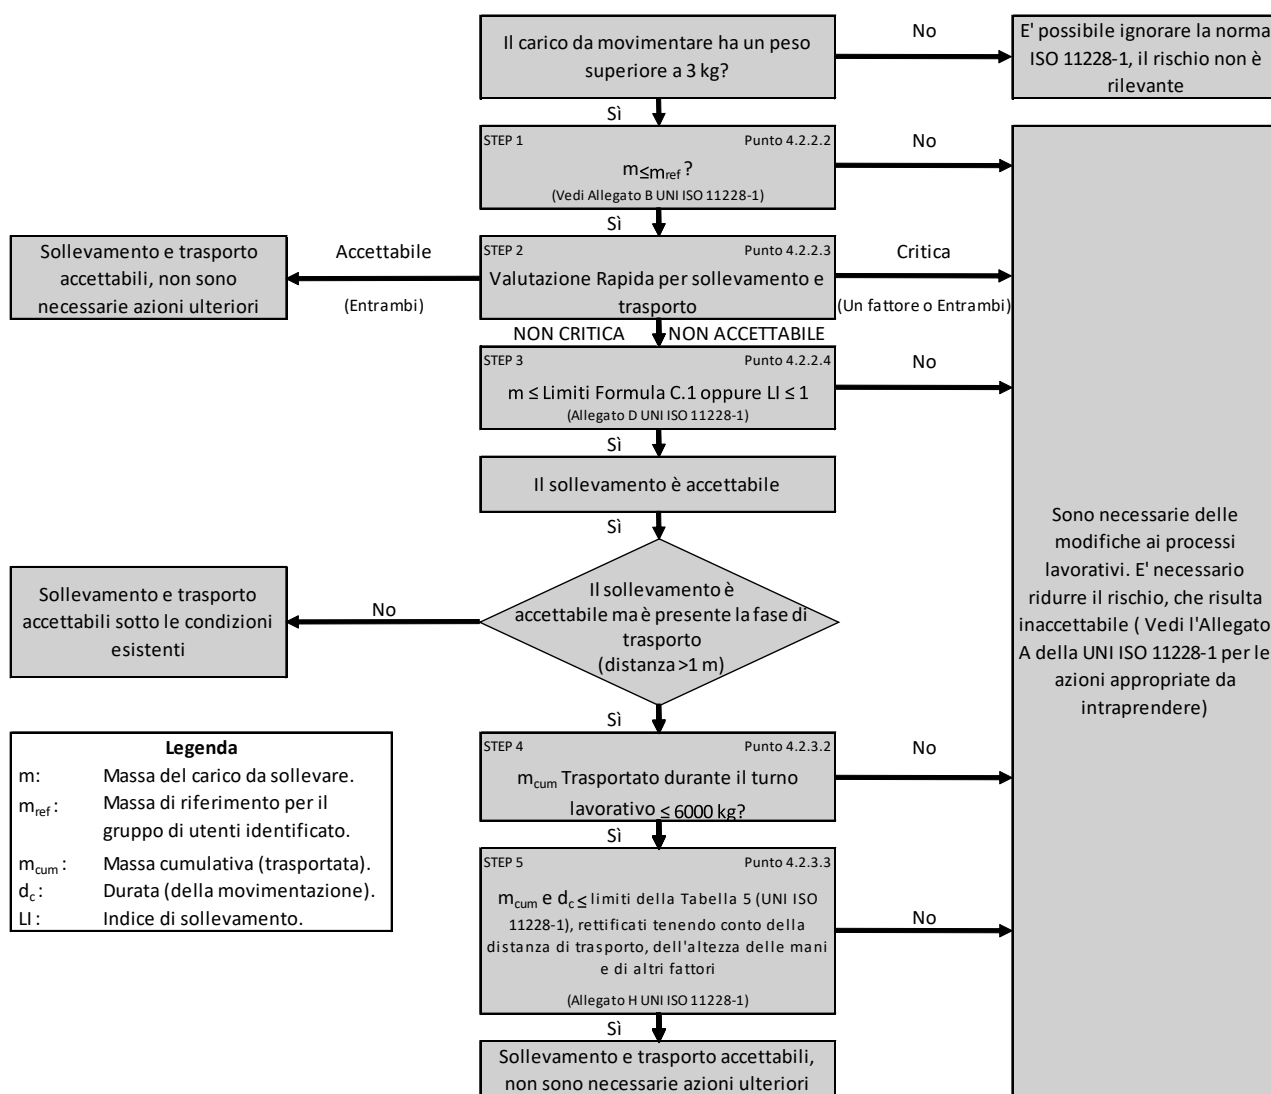 Il carico da movimentare ha un peso
superiore a 3 kg?
No
E' possibile ignorare la norma
ISO 11228-1, il rischio non è
rilevante
Sì
STEP 1 Punto 4.2.2.2
m≤mref ?
(Vedi Allegato B UNI ISO 11228-1)
No
Sì
STEP 2 Punto 4.2.2.3
Valutazione Rapida per sollevamento e
trasporto
Accettabile
(Entrambi)
Sollevamento e trasporto
accettabili, non sono
necessarie azioni ulteriori
Critica
(Un fattore o Entrambi)
NON CRITICA NON ACCETTABILE
STEP 3 Punto 4.2.2.4
m ≤ Limiti Formula C.1 oppure LI ≤ 1
(Allegato D UNI ISO 11228-1)
No
Sì
Il sollevamento è accettabile
Sì
Il sollevamento è
accettabile ma è presente la fase di
trasporto
(distanza >1 m)
No
Sollevamento e trasporto
accettabili sotto le condizioni
esistenti
Sono necessarie delle
modifiche ai processi
lavorativi. E' necessario
ridurre il rischio, che risulta
inaccettabile ( Vedi l'Allegato
A della UNI ISO 11228-1 per le
azioni appropriate da
intraprendere)
Sì
STEP 4 Punto 4.2.3.2
mcum Trasportato durante il turno
lavorativo ≤ 6000 kg?
No
Sì
STEP 5 Punto 4.2.3.3
mcum e dc ≤ limiti della Tabella 5 (UNI ISO
11228-1), rettificati tenendo conto della
distanza di trasporto, dell'altezza delle mani
e di altri fattori
(Allegato H UNI ISO 11228-1)
No
Sì
Sollevamento e trasporto accettabili,
non sono necessarie azioni ulteriori
Legenda
m: Massa del carico da sollevare.
mref : Massa di riferimento per il
gruppo di utenti identificato.
mcum : Massa cumulativa (trasportata).
dc : Durata (della movimentazione).
LI : Indice di sollevamento.